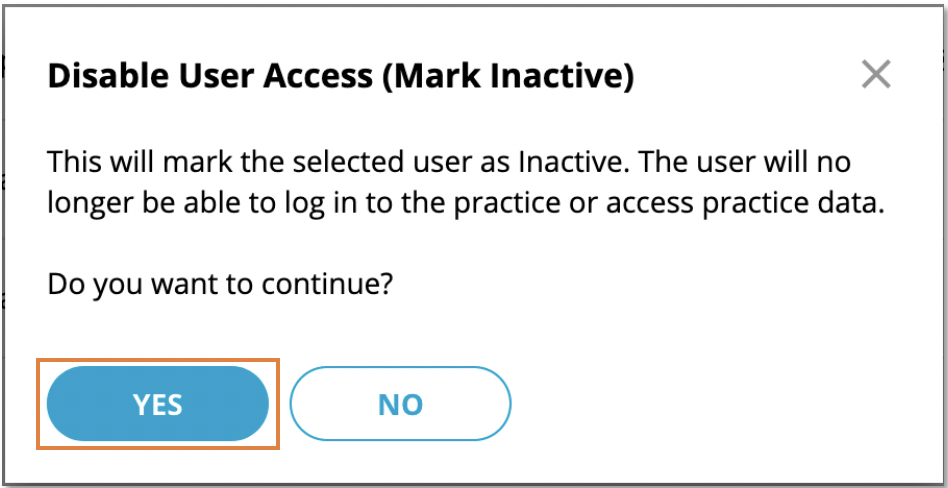 Disable User Access (Mark Inactive)
This will mark the selected user as Inactive. The user will no
longer be able to log in to the practice or access practice data.
Do you want to continue?
YES
NO